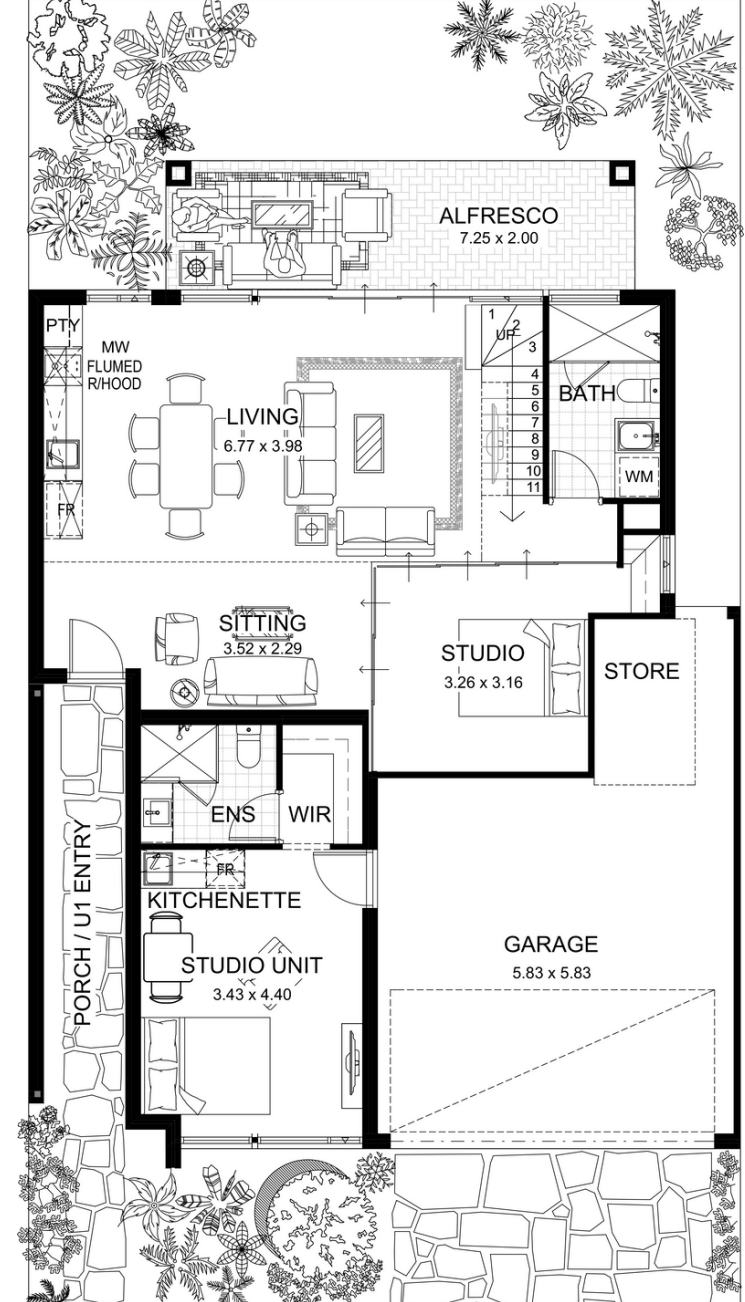 ALFRESCO
7.25 x 2.00
PTY
MW
FLUMED
R/HOOD
1
2
UP
3
4
5
6
7
8
9
10
11
BATH
LIVING
6.77 x 3.98
WM
FR
SITTING
3.52 x 2.29
STUDIO
3.26 x 3.16
STORE
ENS
WIR
FR
KITCHENETTE
PORCH / U1 ENTRY
STUDIO UNIT
3.43 x 4.40
GARAGE
5.83 x 5.83